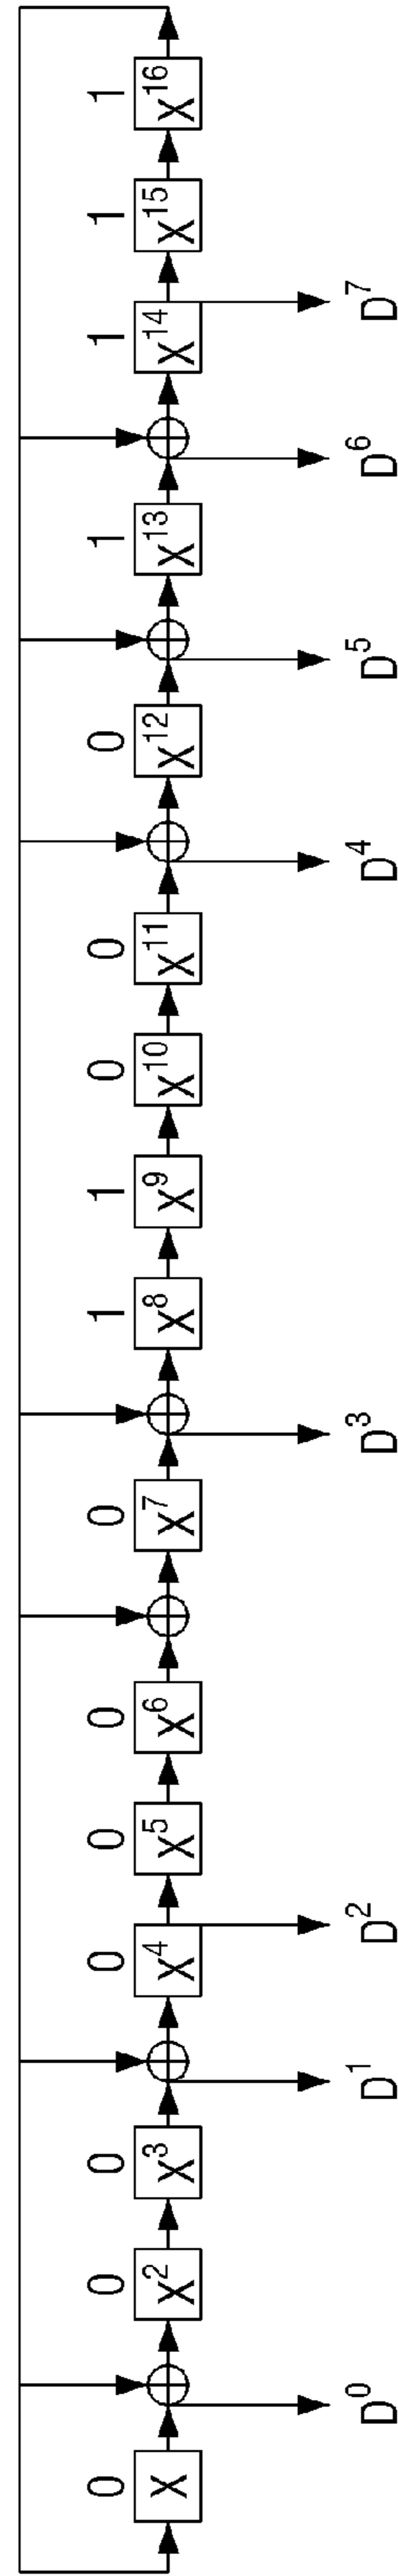 0 0 0 0 0 0 0 1 1 0 0 0 1 1 1 1
X X² X³ X⁴ X⁵ X⁶ X⁷ X⁸ X⁹ X¹⁰ X¹¹ X¹² X¹³ X¹⁴ X¹⁵ X¹⁶
D⁰ D¹ D² D³ D⁴ D⁵ D⁶ D⁷